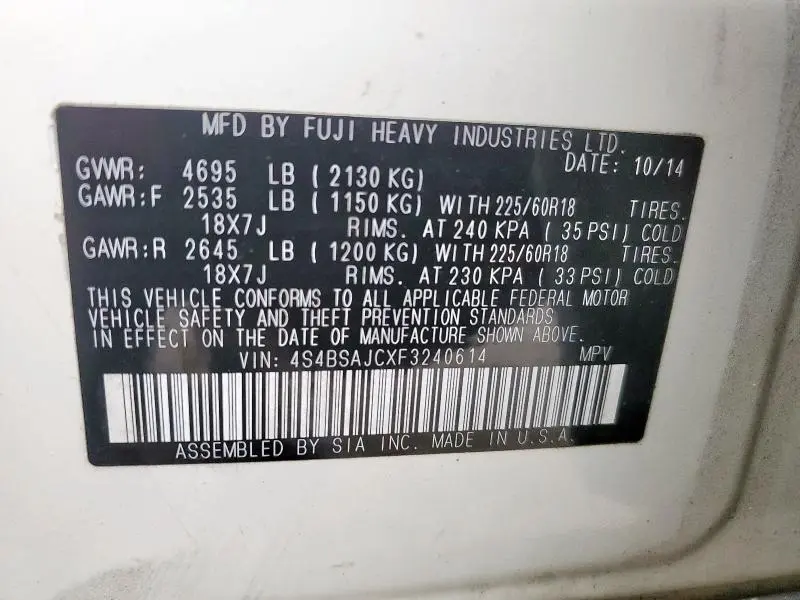 MFD BY FUJI HEAVY INDUSTRIES LTD.
DATE: 10/14
GVWR: 4695 LB ( 2130 KG)
GAWR:F 2535 LB ( 1150 KG) WITH 225/60R18 TIRES.
18X7J RIMS. AT 240 KPA ( 35 PSI) COLD
GAWR:R 2645 LB ( 1200 KG) WITH 225/60R18 TIRES.
18X7J RIMS. AT 230 KPA ( 33 PSI) COLD
THIS VEHICLE CONFORMS TO ALL APPLICABLE FEDERAL MOTOR
VEHICLE SAFETY AND THEFT PREVENTION STANDARDS
IN EFFECT ON THE DATE OF MANUFACTURE SHOWN ABOVE.
VIN: 4S4BSAJCXF3240614 MPV
ASSEMBLED BY SIA INC. MADE IN U.S.A.